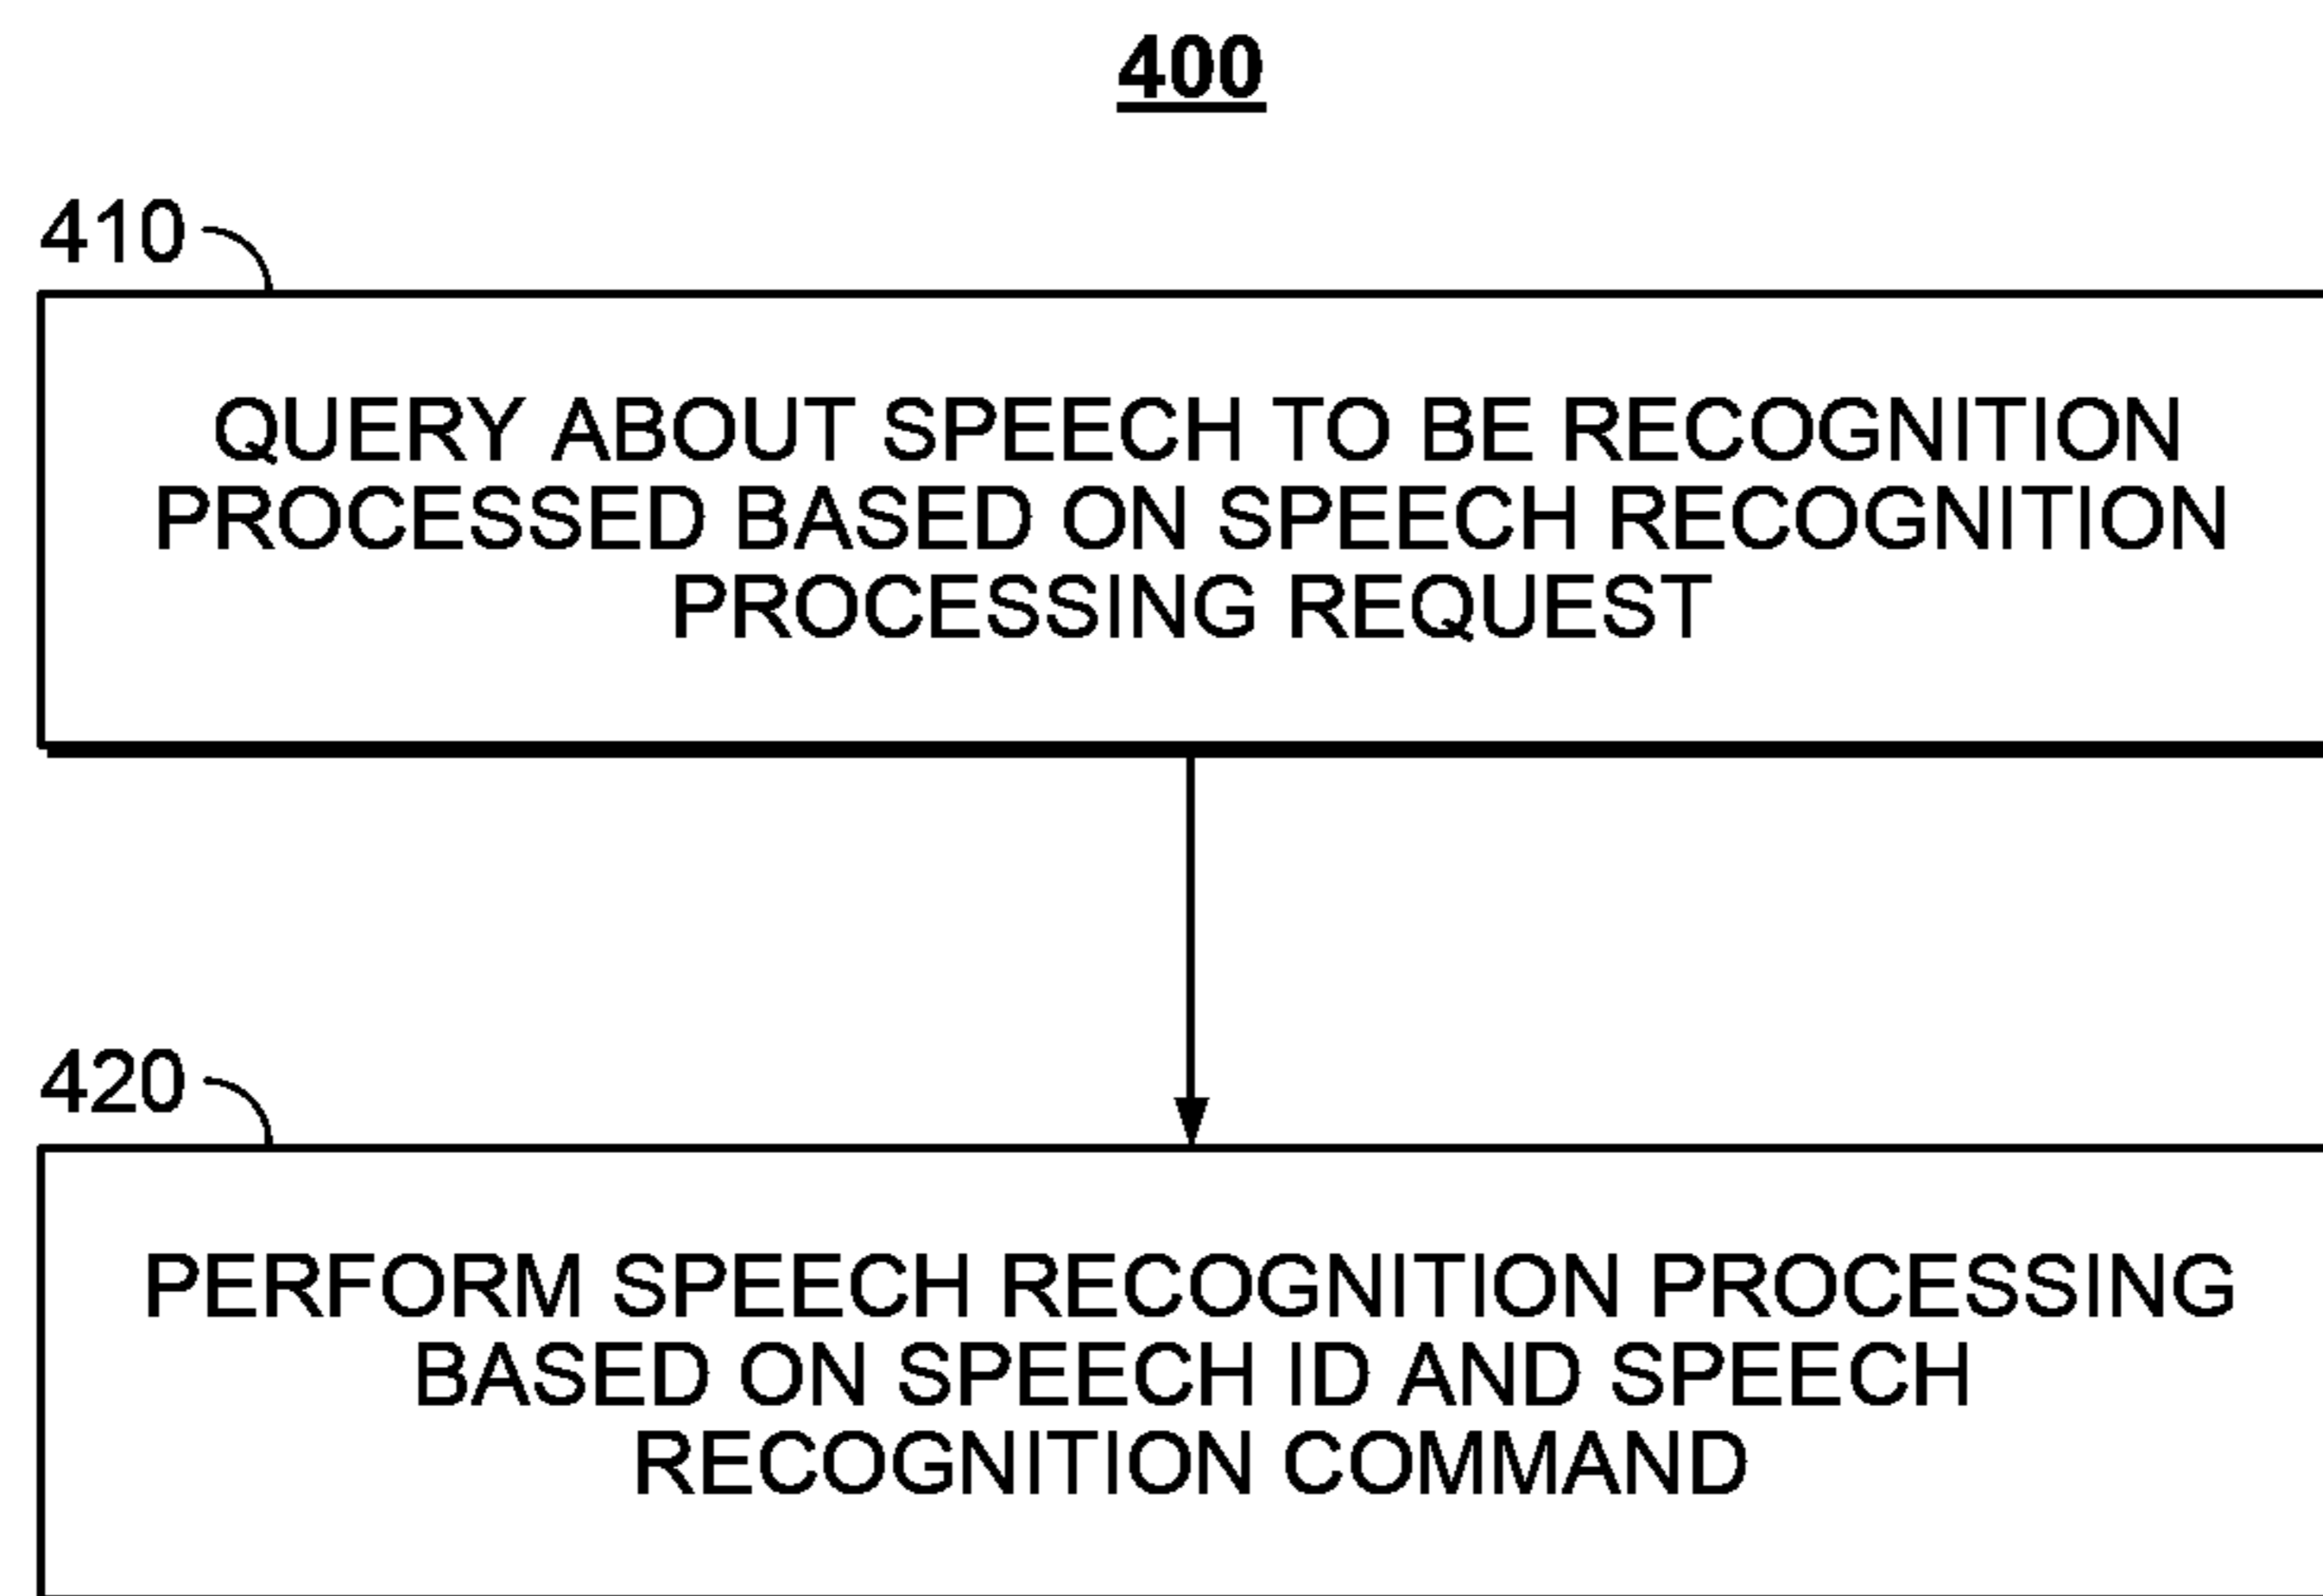 400
410
QUERY ABOUT SPEECH TO BE RECOGNITION
PROCESSED BASED ON SPEECH RECOGNITION
PROCESSING REQUEST
420
PERFORM SPEECH RECOGNITION PROCESSING
BASED ON SPEECH ID AND SPEECH
RECOGNITION COMMAND